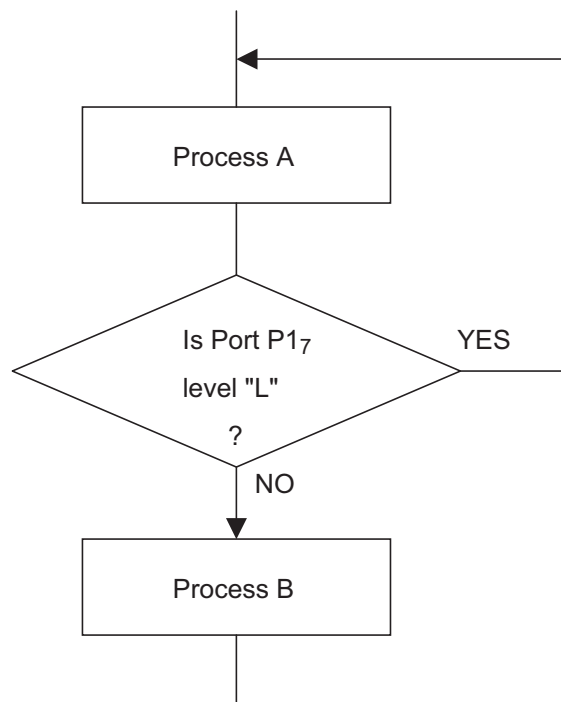 Process A
Is Port P1₇
YES
level "L"
?
NO
Process B